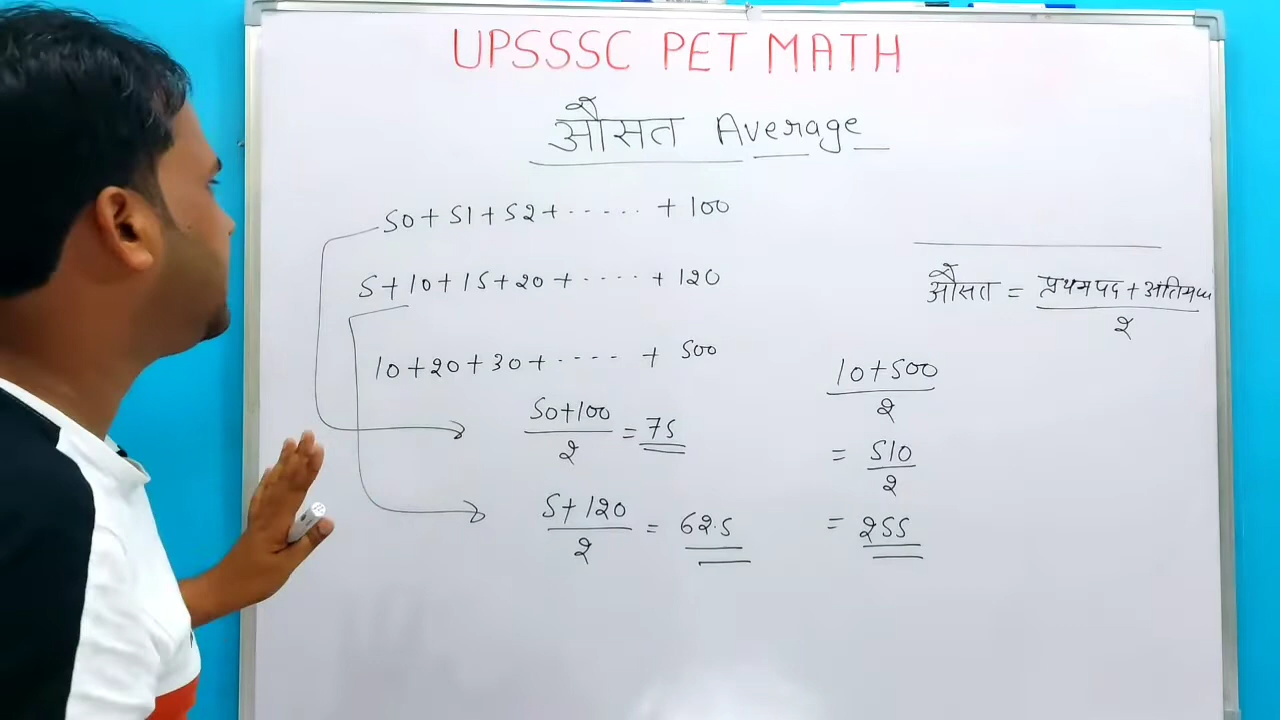 UPSSSC PET MATH
औसत Average
50+51+52+ ...... + 100
5+10+15+20+ ..... + 120
10+20+30+ ..... + 500
50+100
2
= 75
5+120
2
= 62.5
औसत = प्रथमपद + अंतिमपद
2
10+500
2
= 510
2
= 255